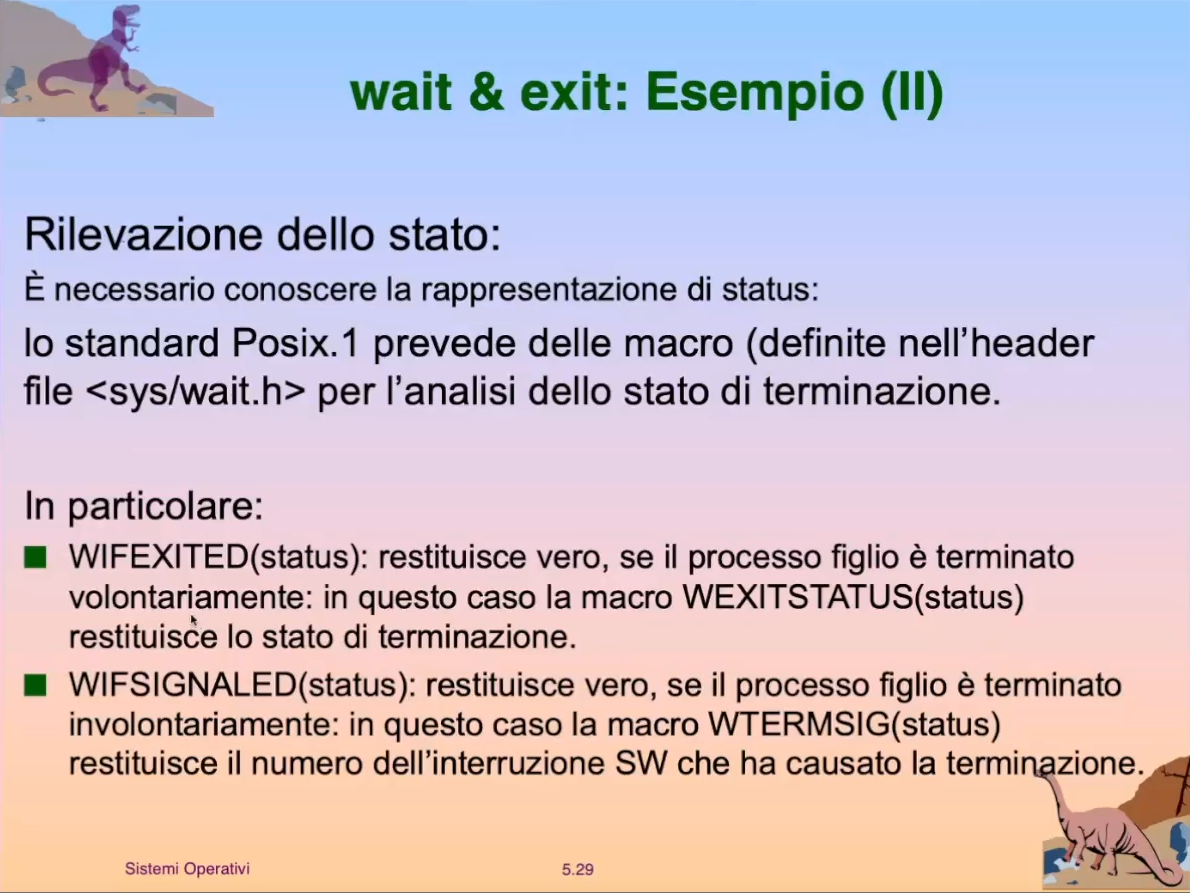 wait & exit: Esempio (II)
Rilevazione dello stato:
È necessario conoscere la rappresentazione di status:
lo standard Posix.1 prevede delle macro (definite nell’header
file <sys/wait.h> per l’analisi dello stato di terminazione.
In particolare:
WIFEXITED(status): restituisce vero, se il processo figlio è terminato
volontariamente: in questo caso la macro WEXITSTATUS(status)
restituisce lo stato di terminazione.
WIFSIGNALED(status): restituisce vero, se il processo figlio è terminato
involontariamente: in questo caso la macro WTERMSIG(status)
restituisce il numero dell’interruzione SW che ha causato la terminazione.
Sistemi Operativi
5.29